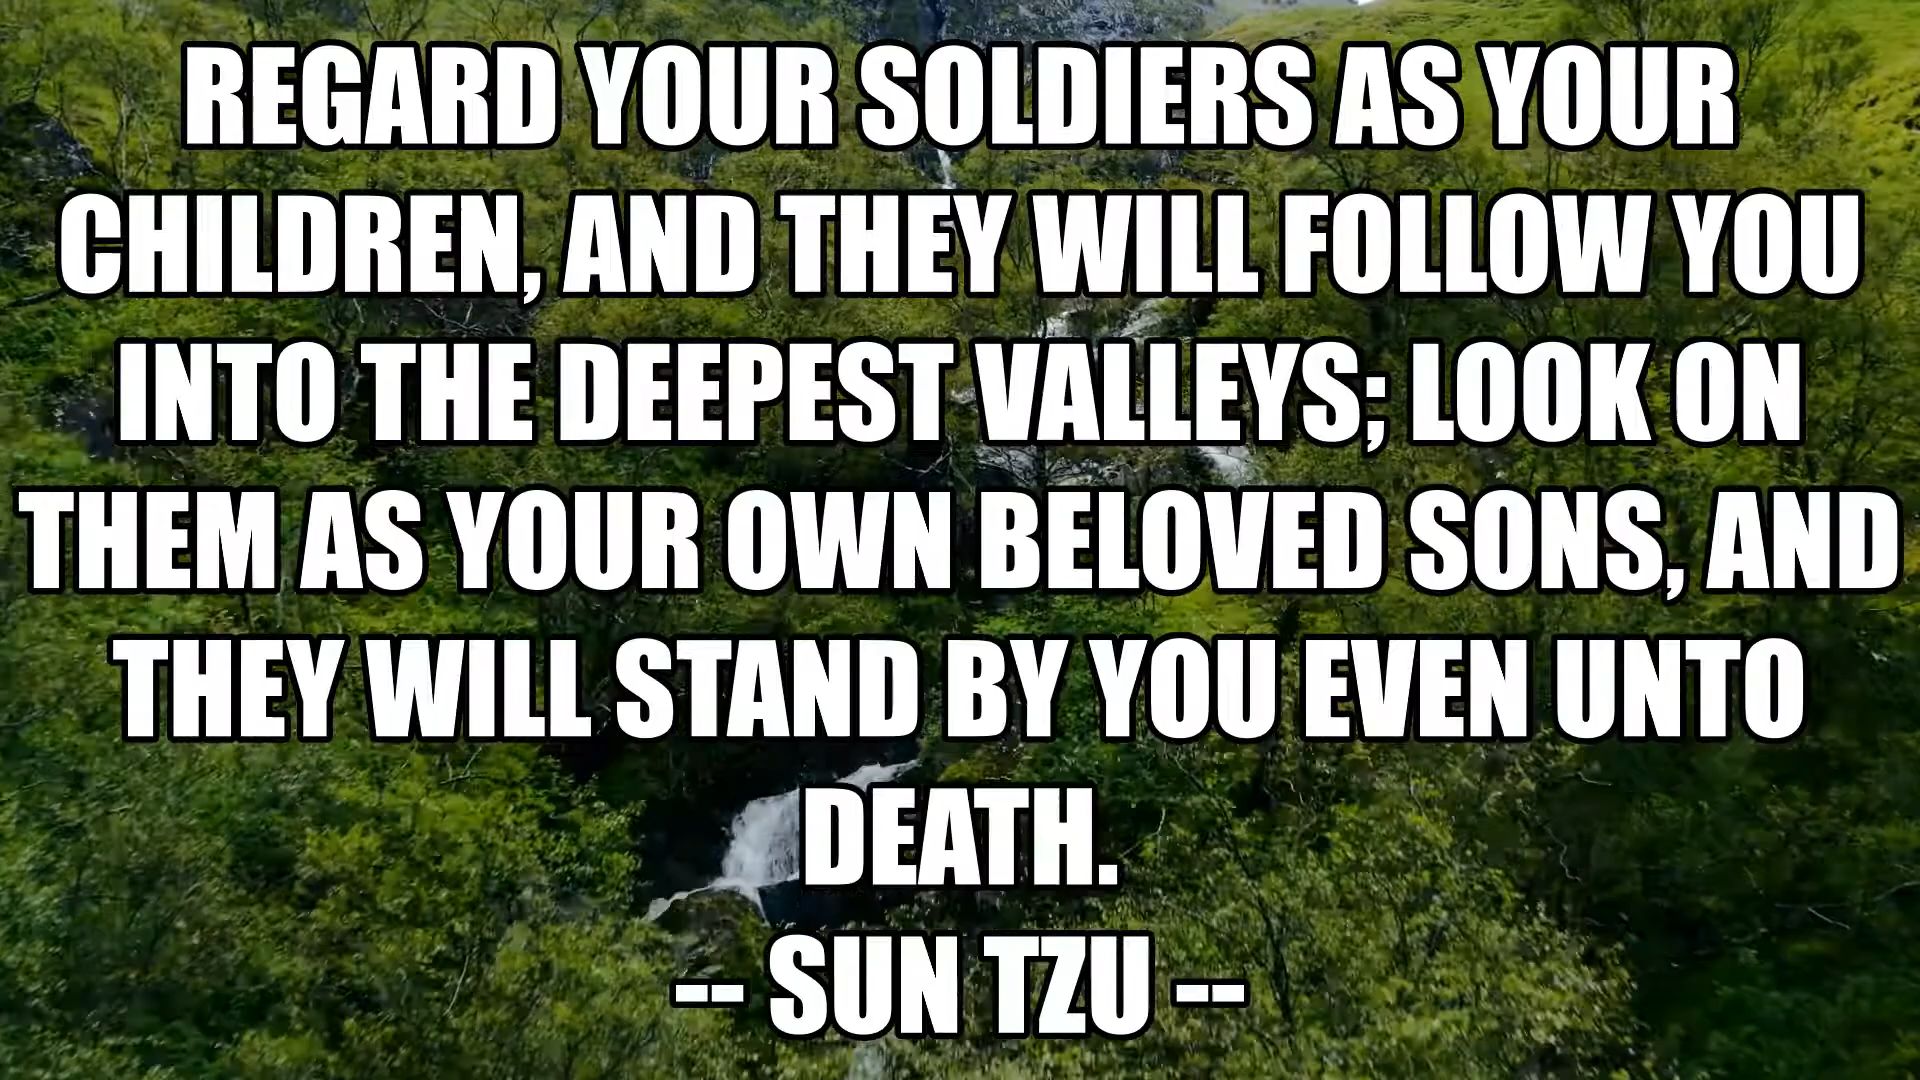 REGARD YOUR SOLDIERS AS YOUR
CHILDREN, AND THEY WILL FOLLOW YOU
INTO THE DEEPEST VALLEYS; LOOK ON
THEM AS YOUR OWN BELOVED SONS, AND
THEY WILL STAND BY YOU EVEN UNTO
DEATH.
-- SUN TZU --